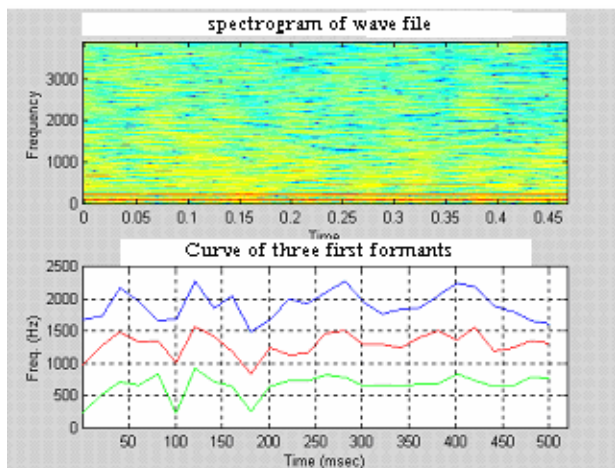 spectrogram of wave file
3000
2000
1000
0
Frequency
0 0.05 0.1 0.15 0.2 0.25 0.3 0.35 0.4 0.45
Time
Curve of three first formants
2500
2000
1500
1000
500
0
Freq. (Hz)
50 100 150 200 250 300 350 400 450 500
Time (msec)